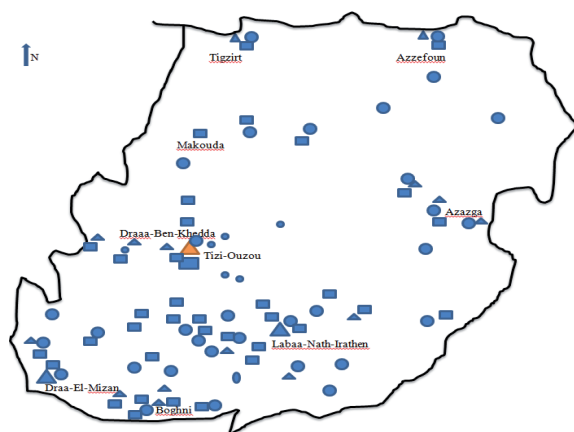 Tigzirt
Azzefoun
N
Makouda
Azazga
Draaa-Ben-Khedda
Tizi-Ouzou
Labaa-Nath-Irathen
Draa-El-Mizan
Boghni